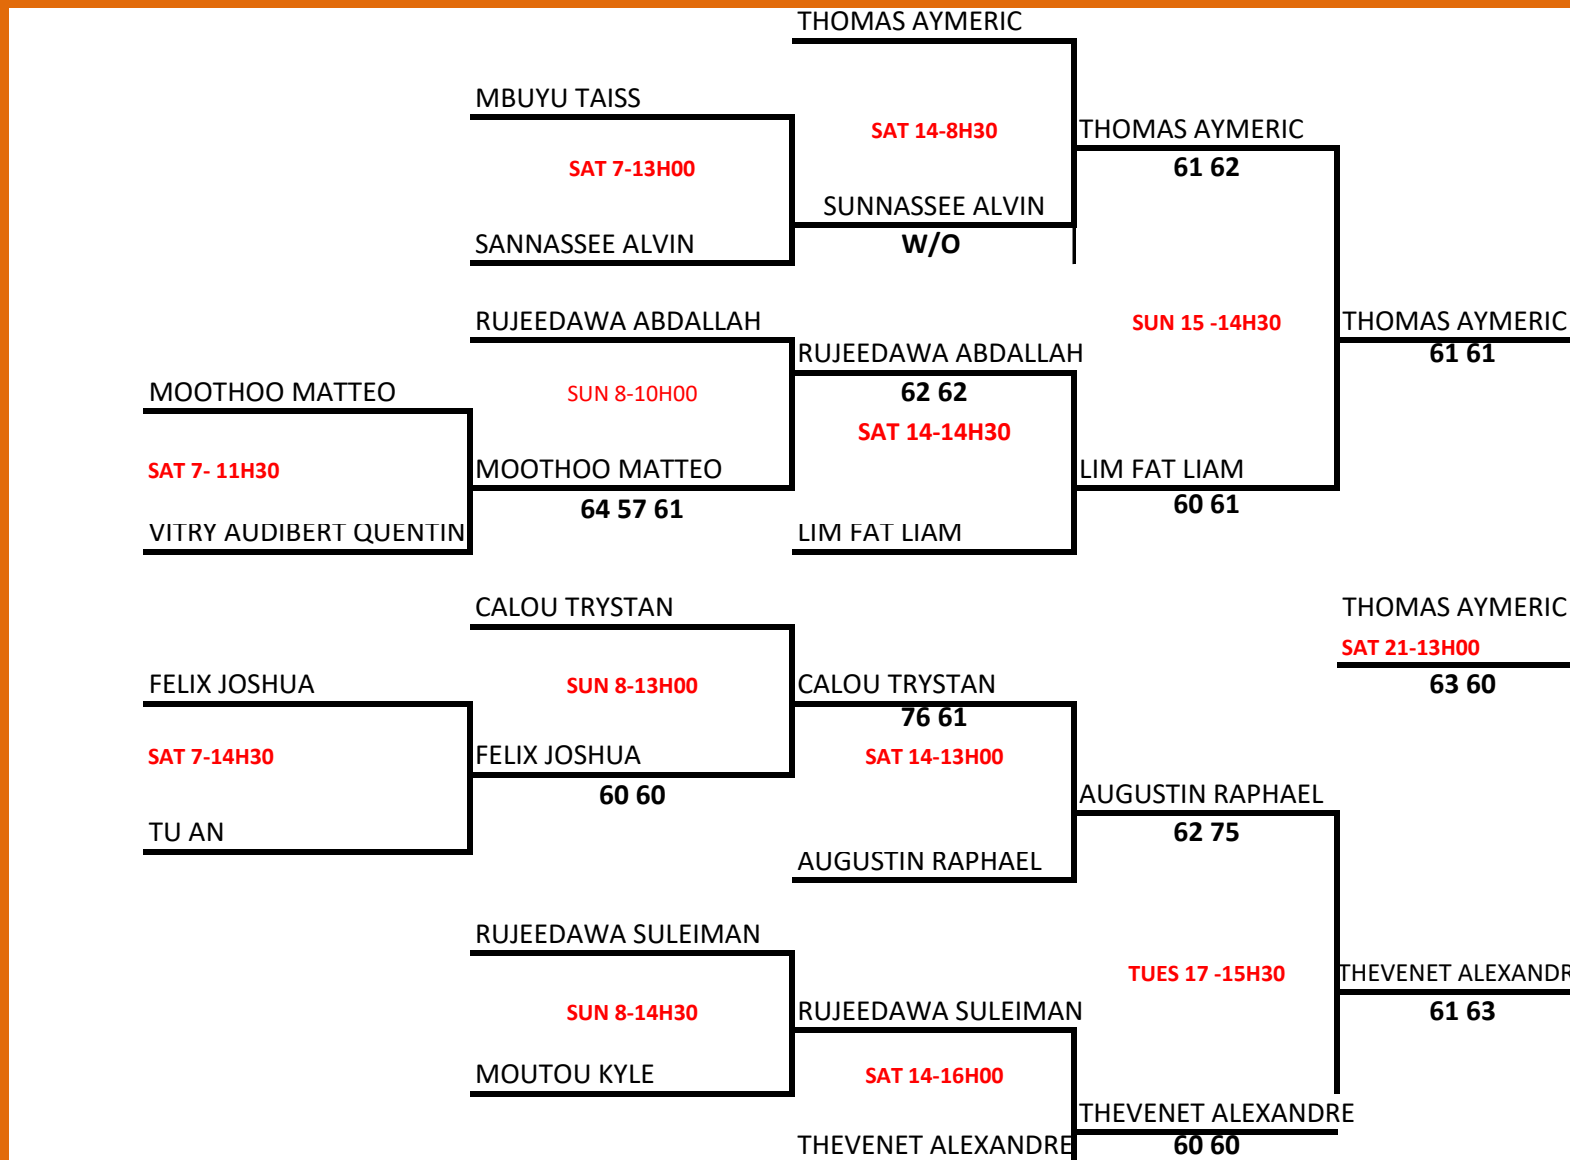 THOMAS AYMERIC
MBUYU TAISS
SAT 14-8H30
THOMAS AYMERIC
SAT 7-13H00
61 62
SUNNASSEE ALVIN
SANNASSEE ALVIN
W/O
RUJEEDAWA ABDALLAH
SUN 15 -14H30
THOMAS AYMERIC
RUJEEDAWA ABDALLAH
61 61
MOOTHOO MATTEO
SUN 8-10H00
62 62
SAT 14-14H30
SAT 7- 11H30
MOOTHOO MATTEO
LIM FAT LIAM
64 57 61
60 61
VITRY AUDIBERT QUENTIN
LIM FAT LIAM
CALOU TRYSTAN
THOMAS AYMERIC
SAT 21-13H00
FELIX JOSHUA
SUN 8-13H00
CALOU TRYSTAN
63 60
76 61
SAT 7-14H30
FELIX JOSHUA
SAT 14-13H00
60 60
AUGUSTIN RAPHAEL
TU AN
62 75
AUGUSTIN RAPHAEL
RUJEEDAWA SULEIMAN
TUES 17 -15H30
THEVENET ALEXANDR
SUN 8-14H30
RUJEEDAWA SULEIMAN
61 63
MOUTOU KYLE
SAT 14-16H00
THEVENET ALEXANDRE
THEVENET ALEXANDRE
60 60